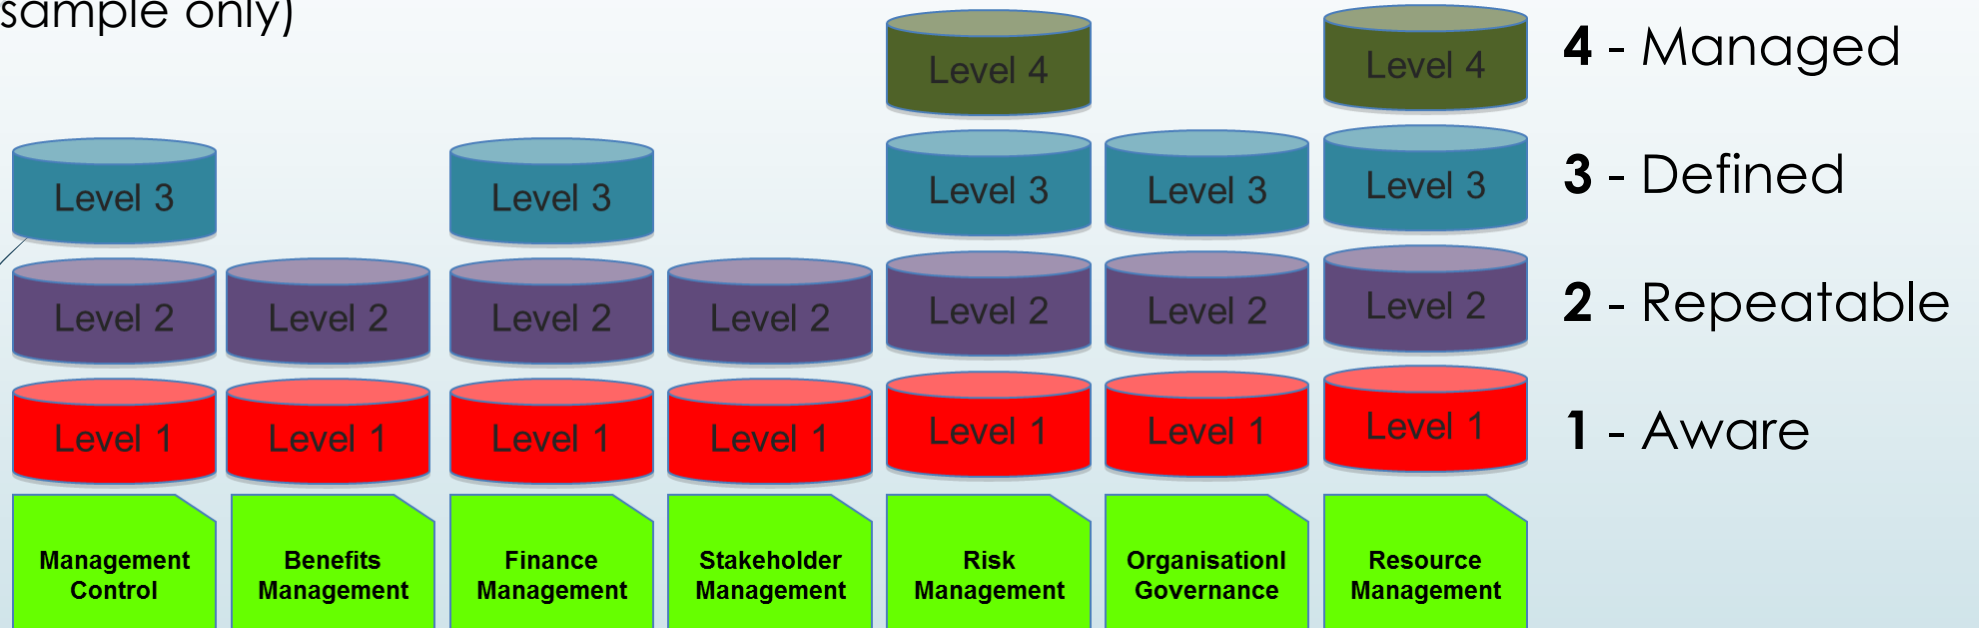 sample only)
Level 4
Level 4
4 - Managed
Level 3
Level 3
Level 3
Level 3
Level 3
3 - Defined
Level 2
Level 2
Level 2
Level 2
Level 2
Level 2
Level 2
2 - Repeatable
Level 1
Level 1
Level 1
Level 1
Level 1
Level 1
Level 1
1 - Aware
Management
Control
Benefits
Management
Finance
Management
Stakeholder
Management
Risk
Management
Organisationl
Governance
Resource
Management